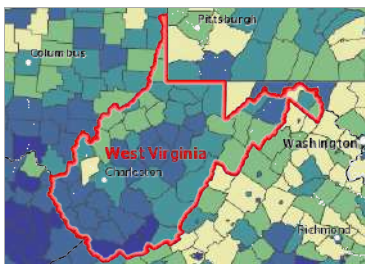 Pittsburgh
Columbus
West Virginia
Washington
Charleston
Richmond